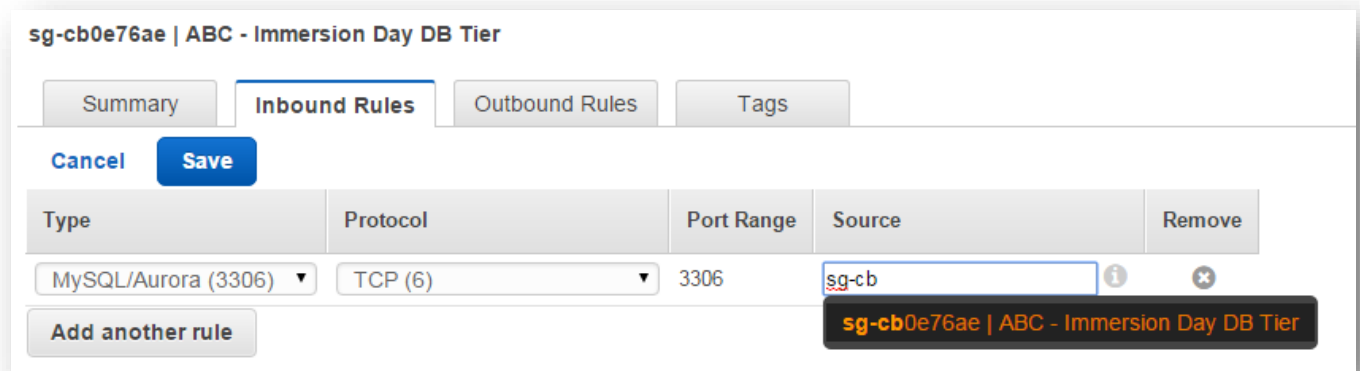 sg-cb0e76ae | ABC - Immersion Day DB Tier
Summary Inbound Rules Outbound Rules Tags
Cancel Save
Type Protocol Port Range Source Remove
MySQL/Aurora (3306) TCP (6) 3306 sg-cb
sg-cb0e76ae | ABC - Immersion Day DB Tier
Add another rule